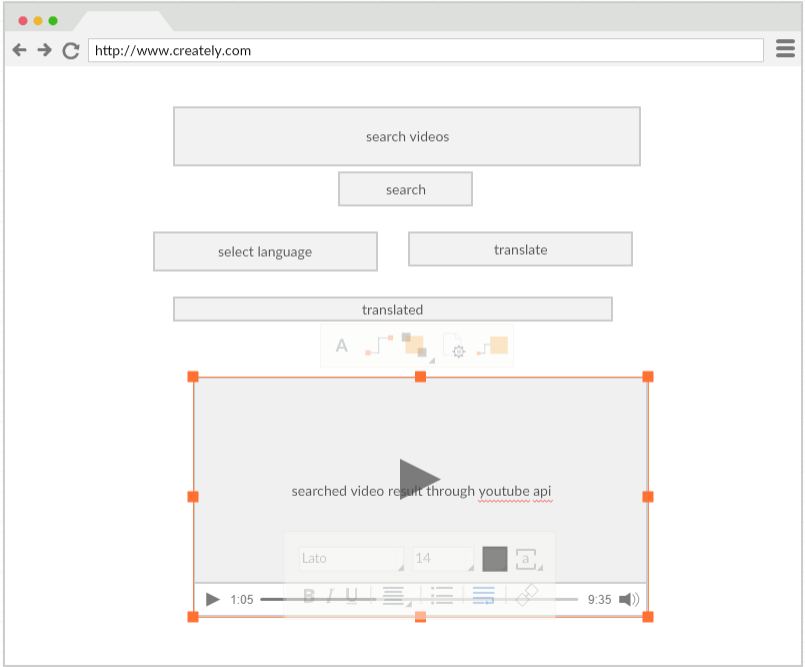 http://www.creately.com
search videos
search
select language
translate
translated
A
searched video result through youtube api
Lato
14
a
B I U
1:05
9:35